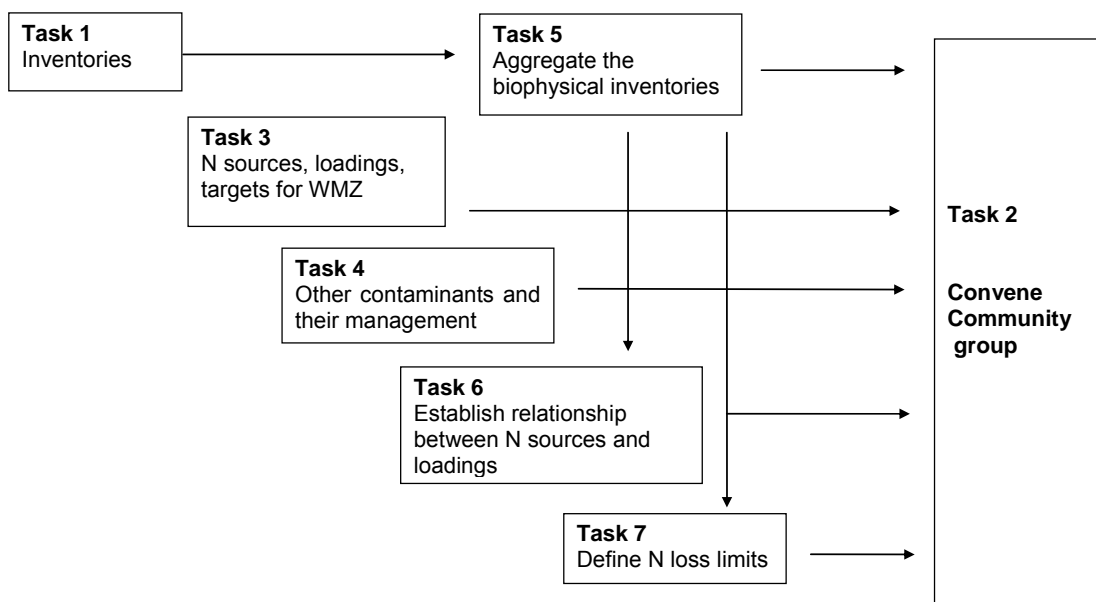 Task 1
Inventories
Task 5
Aggregate the
biophysical inventories
Task 3
N sources, loadings,
targets for WMZ
Task 2
Convene
Community
group
Task 4
Other contaminants and
their management
Task 6
Establish relationship
between N sources and
loadings
Task 7
Define N loss limits